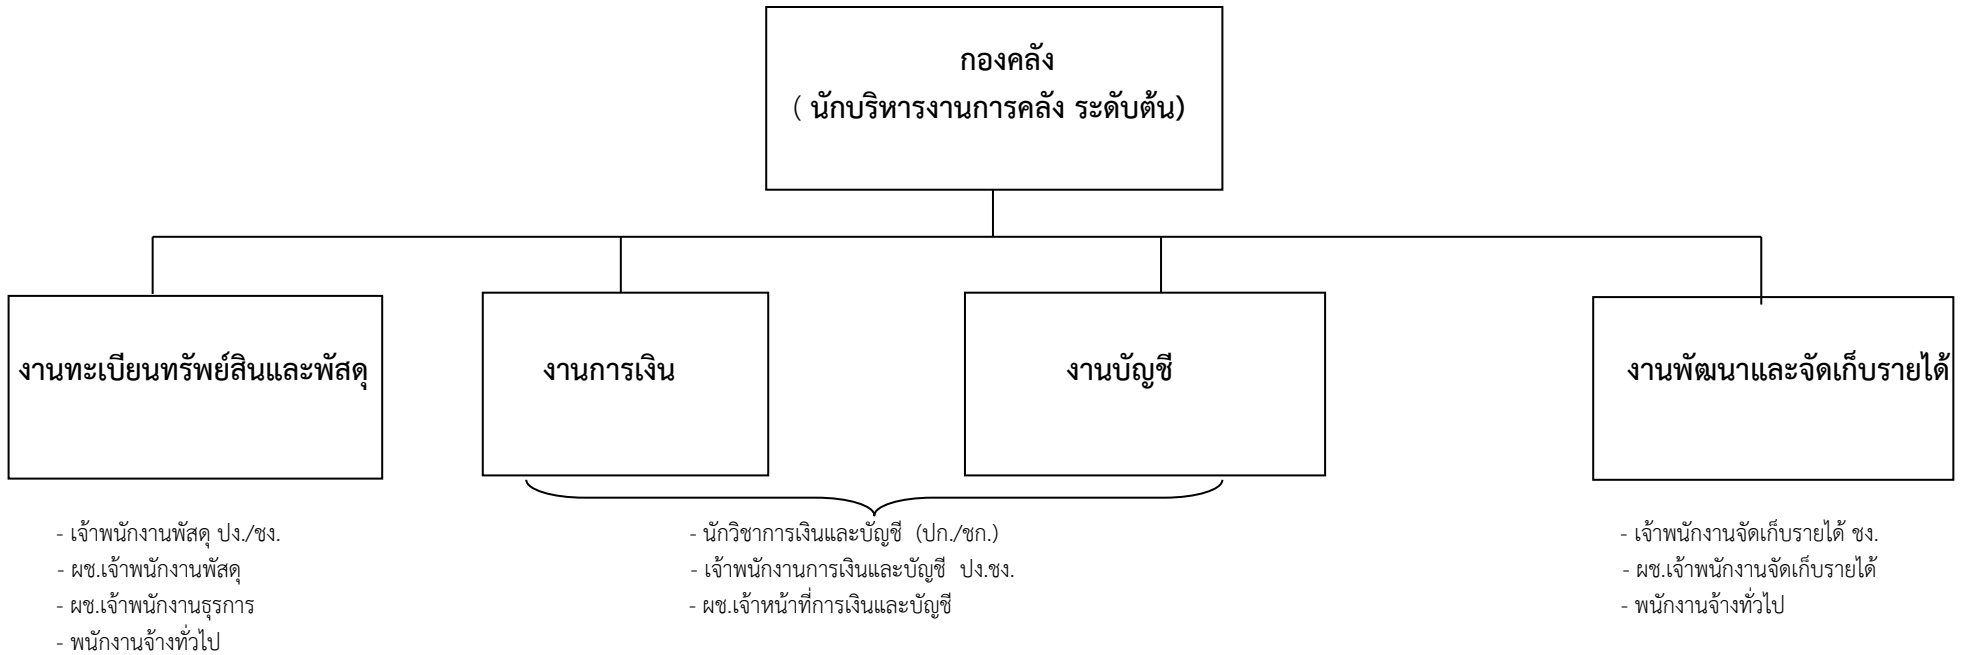 กองคลัง
( นักบริหารงานการคลัง ระดับต้น)
งานทะเบียนทรัพย์สินและพัสดุ
งานการเงิน
งานบัญชี
งานพัฒนาและจัดเก็บรายได้
- เจ้าพนักงานพัสดุ ปง./ชง.
- ผช.เจ้าพนักงานพัสดุ
- ผช.เจ้าพนักงานธุรการ
- พนักงานจ้างทั่วไป
- นักวิชาการเงินและบัญชี (ปก./ชก.)
- เจ้าพนักงานการเงินและบัญชี ปง.ชง.
- ผช.เจ้าหน้าที่การเงินและบัญชี
- เจ้าพนักงานจัดเก็บรายได้ ชง.
- ผช.เจ้าพนักงานจัดเก็บรายได้
- พนักงานจ้างทั่วไป